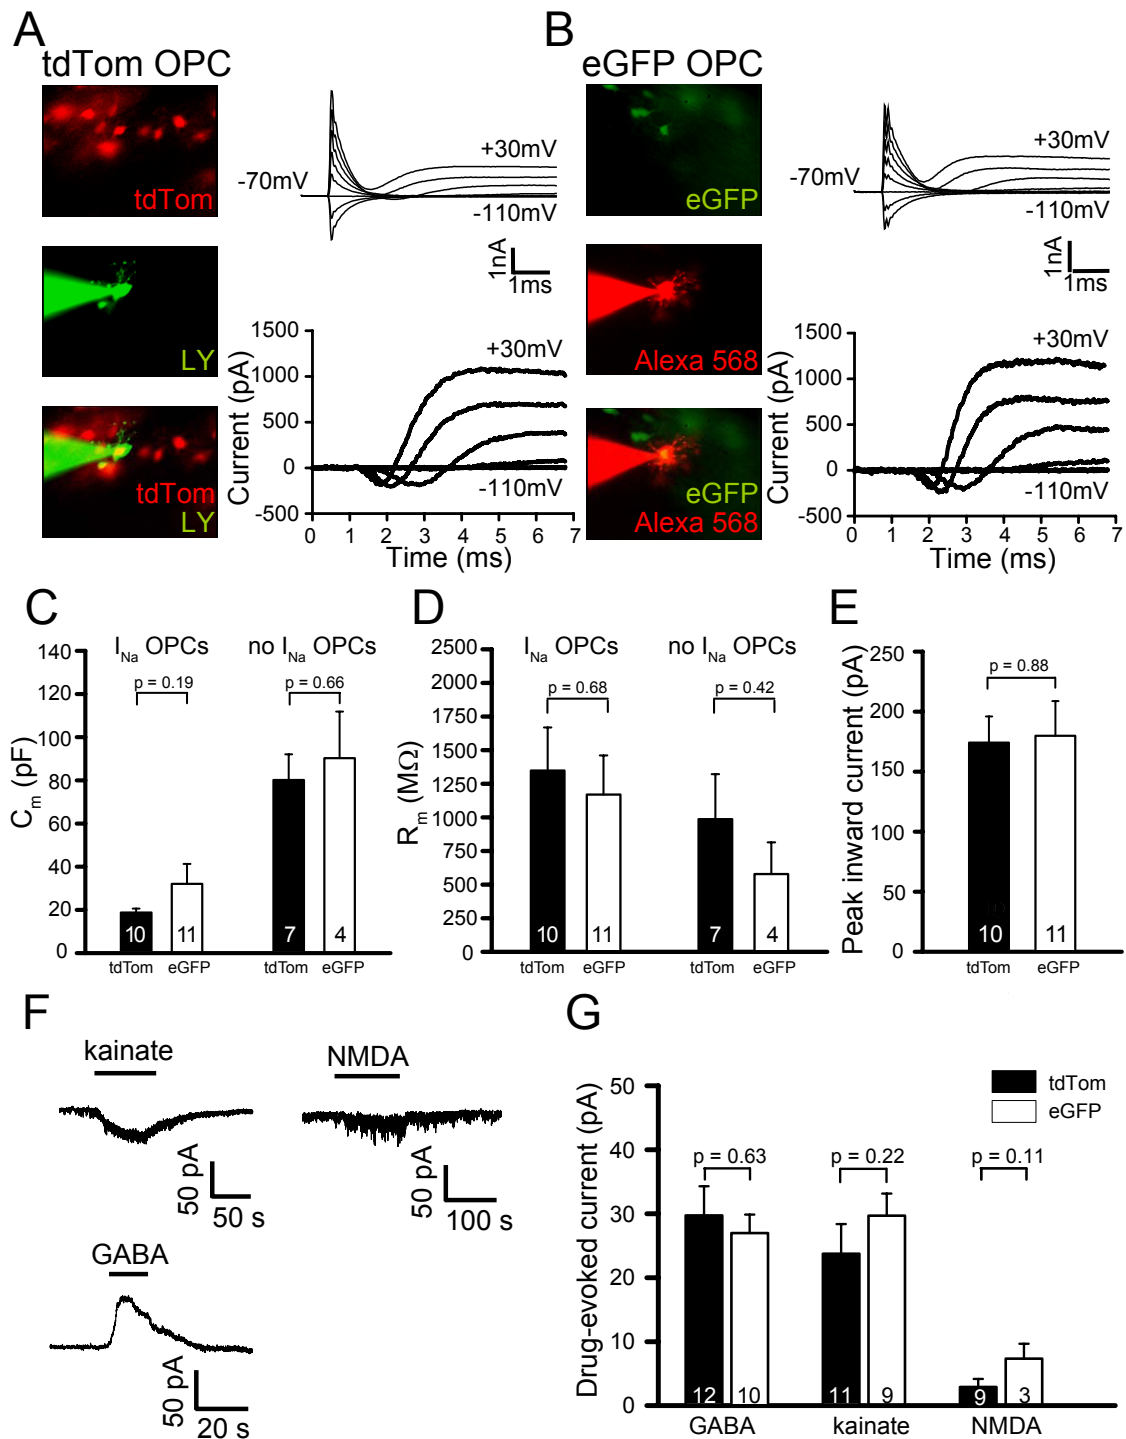 A
tdTom OPC
tdTom
LY
tdTom
LY
-70mV
+30mV
-110mV
1nA
1ms
1500
1000
500
0
-500
Current (pA)
+30mV
-110mV
0 1 2 3 4 5 6 7
Time (ms)
B
eGFP OPC
eGFP
Alexa 568
eGFP
Alexa 568
-70mV
+30mV
-110mV
1nA
1ms
1500
1000
500
0
-500
Current (pA)
+30mV
-110mV
0 1 2 3 4 5 6 7
Time (ms)
C
140
120
100
80
60
40
20
0
Cm (pF)
INa OPCs
no INa OPCs
p = 0.19
p = 0.66
10 11 7 4
tdTom eGFP tdTom eGFP
D
2500
2250
2000
1750
1500
1250
1000
750
500
250
0
Rm (MΩ)
INa OPCs
no INa OPCs
p = 0.68
p = 0.42
10 11 7 4
tdTom eGFP tdTom eGFP
E
250
200
150
100
50
0
Peak inward current (pA)
p = 0.88
10 11
tdTom eGFP
F
kainate
50 pA
50 s
NMDA
50 pA
100 s
GABA
50 pA
20 s
G
50
40
30
20
10
0
Drug-evoked current (pA)
tdTom
eGFP
p = 0.63
p = 0.22
p = 0.11
12 10 11 9 9 3
GABA kainate NMDA